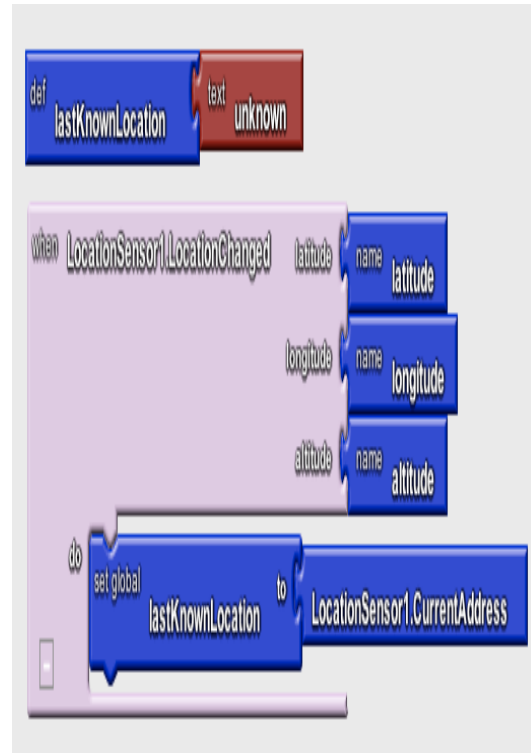 def lastKnownLocation text unknown
when LocationSensor1.LocationChanged latitude name latitude
longitude name longitude
altitude name altitude
do set global lastKnownLocation to LocationSensor1.CurrentAddress
-